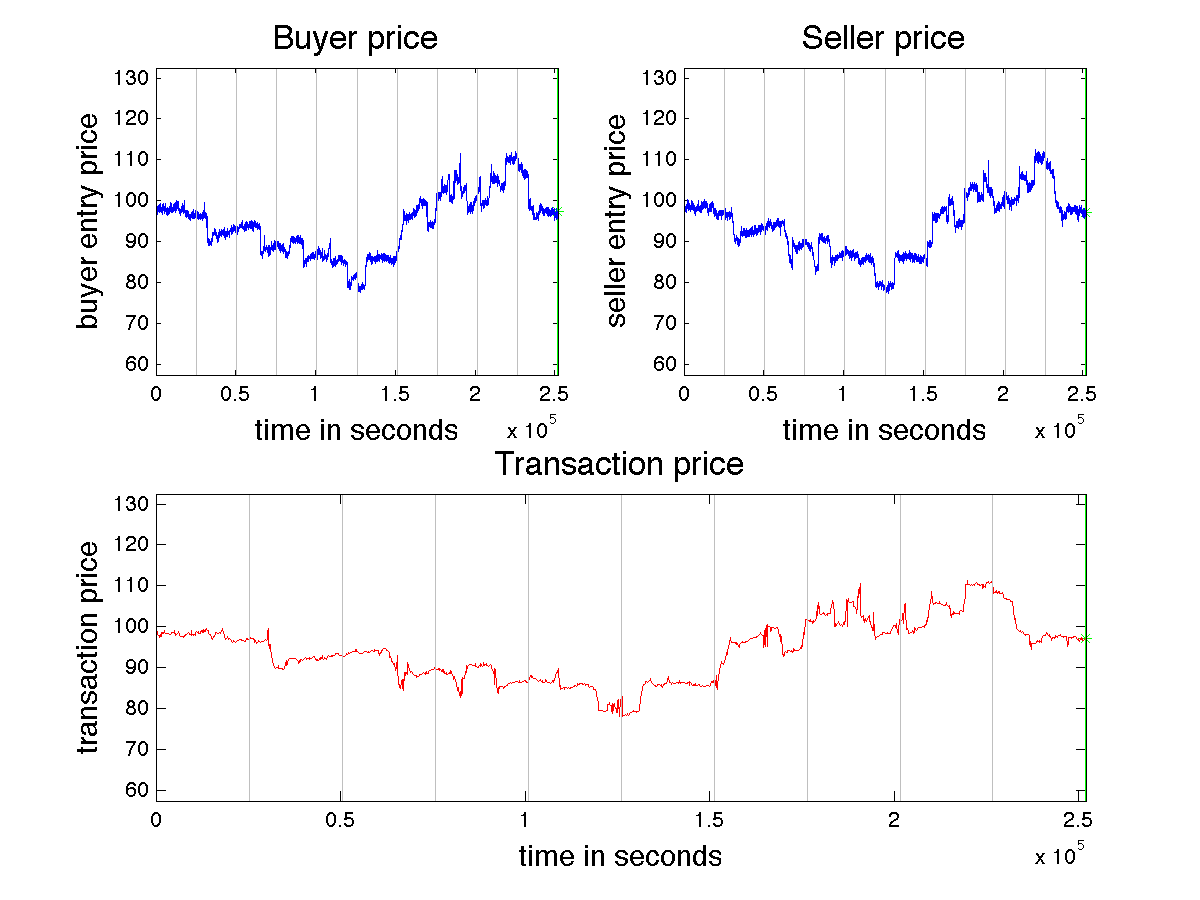 Buyer price
buyer entry price
130
120
110
100
90
80
70
60
0 0.5 1 1.5 2 2.5
time in seconds
x 10^5
Seller price
seller entry price
130
120
110
100
90
80
70
60
0 0.5 1 1.5 2 2.5
time in seconds
x 10^5
Transaction price
transaction price
130
120
110
100
90
80
70
60
0 0.5 1 1.5 2 2.5
time in seconds
x 10^5